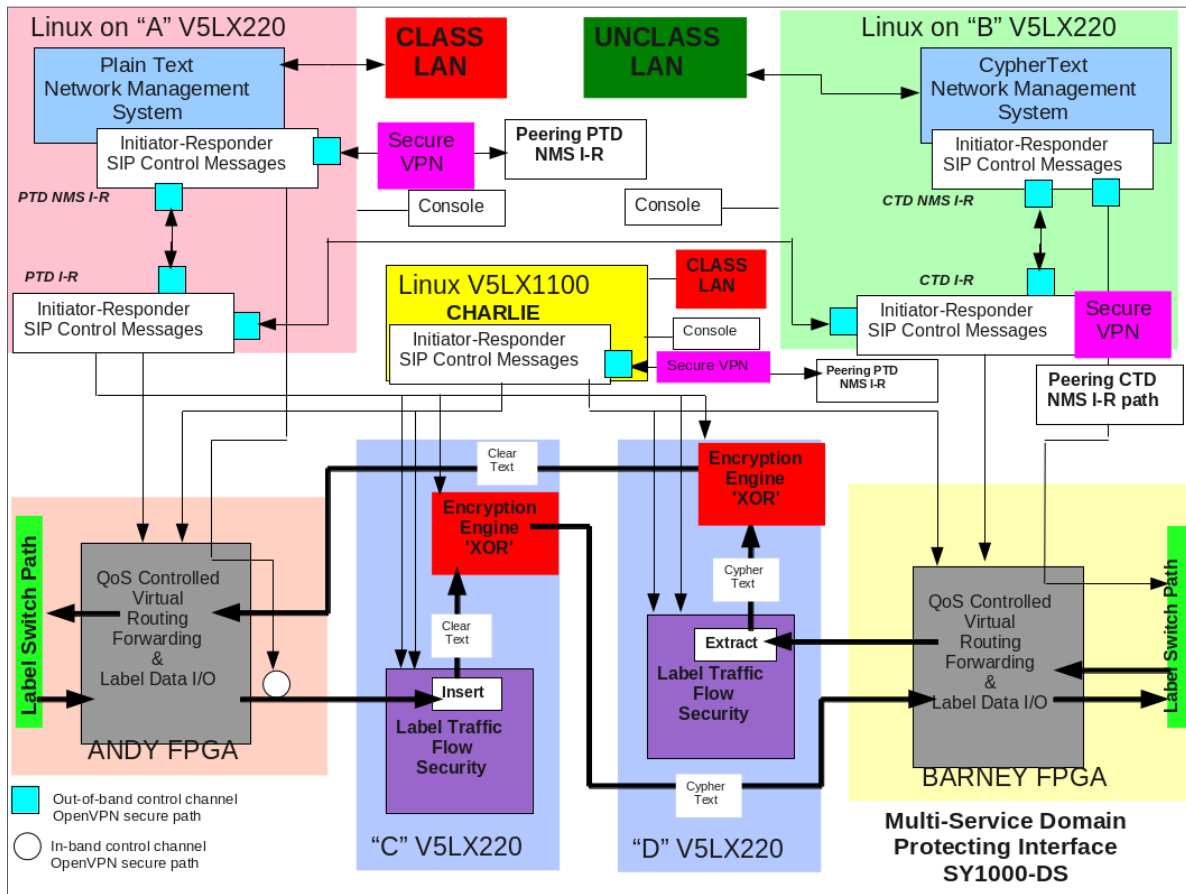 Linux on “A” V5LX220
Plain Text
Network Management
System
Initiator-Responder
SIP Control Messages
PTD NMS I-R
PTD I-R
Initiator-Responder
SIP Control Messages
CLASS
LAN
UNCLASS
LAN
Secure
VPN
Peering PTD
NMS I-R
Console
Console
Linux on “B” V5LX220
CypherText
Network Management
System
Initiator-Responder
SIP Control Messages
CTD NMS I-R
CTD I-R
Initiator-Responder
SIP Control Messages
Secure
VPN
Peering CTD
NMS I-R path
Linux V5LX1100
CHARLIE
Initiator-Responder
SIP Control Messages
CLASS
LAN
Console
Secure VPN
Peering PTD
NMS I-R
Label Switch Path
QoS Controlled
Virtual
Routing
Forwarding
&
Label Data I/O
ANDY FPGA
Clear
Text
Encryption
Engine
'XOR'
Clear
Text
Insert
Label Traffic
Flow
Security
“C” V5LX220
Encryption
Engine
'XOR'
Cypher
Text
Extract
Label Traffic
Flow
Security
Cypher
Text
“D” V5LX220
QoS Controlled
Virtual
Routing
Forwarding
&
Label Data I/O
BARNEY FPGA
Label Switch Path
Out-of-band control channel
OpenVPN secure path
In-band control channel
OpenVPN secure path
Multi-Service Domain
Protecting Interface
SY1000-DS